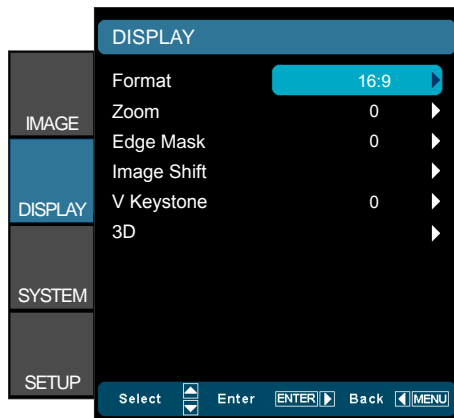 DISPLAY
Format 16:9
Zoom 0
Edge Mask 0
Image Shift
V Keystone 0
3D
IMAGE
DISPLAY
SYSTEM
SETUP
Select Enter ENTER Back MENU